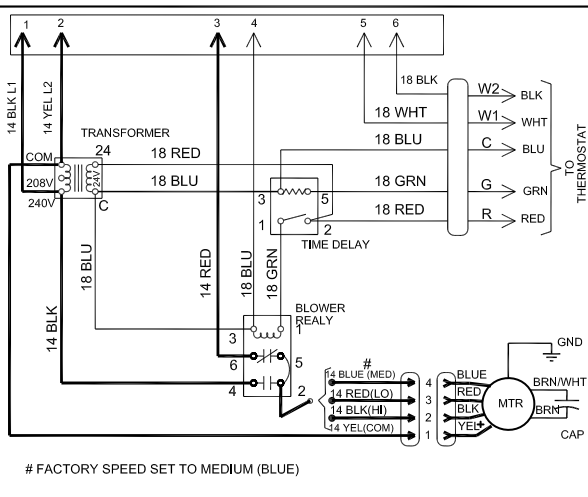 1 2 3 4 5 6
14 BLK L1
14 YEL L2
18 BLK
W2 BLK
18 WHT W1 WHT
18 BLU C BLU
TRANSFORMER
COM 24
18 RED
208V 24V
18 BLU
240V C
3 5
18 GRN G GRN
18 RED R RED
1 2
TIME DELAY
TO THERMOSTAT
14 BLK
18 BLU
14 RED
18 BLU
18 GRN
BLOWER
REALY
3 1
6 5
4 2
#
14 BLUE (MED) 4 BLUE
14 RED(LO) 3 RED
14 BLK(HI) 2 BLK
14 YEL(COM) 1 YEL
MTR
GND
BRN/WHT
BRN
CAP
# FACTORY SPEED SET TO MEDIUM (BLUE)